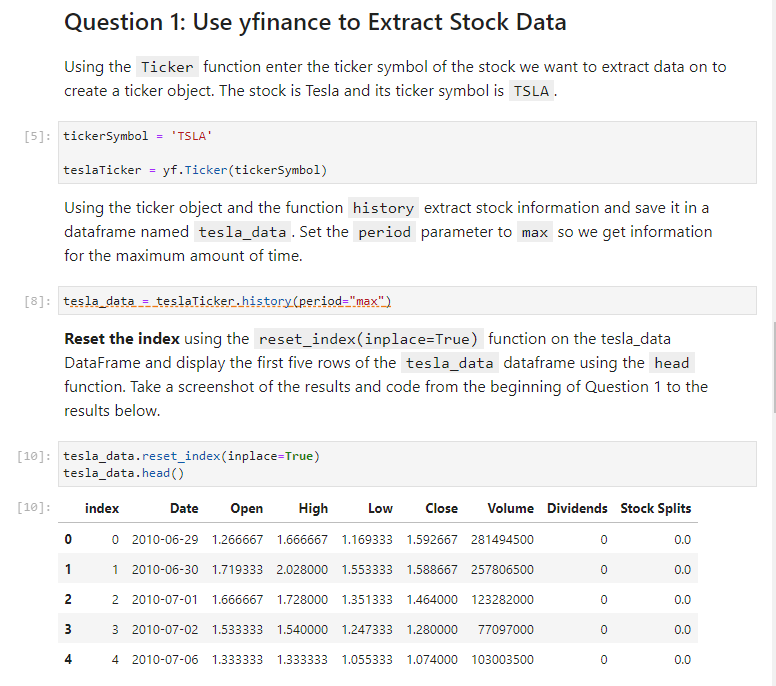 Question 1: Use yfinance to Extract Stock Data
Using the Ticker function enter the ticker symbol of the stock we want to extract data on to
create a ticker object. The stock is Tesla and its ticker symbol is TSLA.
[5]: tickerSymbol = 'TSLA'
teslaTicker = yf.Ticker(tickerSymbol)
Using the ticker object and the function history extract stock information and save it in a
dataframe named tesla_data. Set the period parameter to max so we get information
for the maximum amount of time.
[8]: tesla_data = teslaTicker.history(period="max")
Reset the index using the reset_index(inplace=True) function on the tesla_data
DataFrame and display the first five rows of the tesla_data dataframe using the head
function. Take a screenshot of the results and code from the beginning of Question 1 to the
results below.
[10]: tesla_data.reset_index(inplace=True)
tesla_data.head()
[10]: index Date Open High Low Close Volume Dividends Stock Splits
0 0 2010-06-29 1.266667 1.666667 1.169333 1.592667 281494500 0 0.0
1 1 2010-06-30 1.719333 2.028000 1.553333 1.588667 257806500 0 0.0
2 2 2010-07-01 1.666667 1.728000 1.351333 1.464000 123282000 0 0.0
3 3 2010-07-02 1.533333 1.540000 1.247333 1.280000 77097000 0 0.0
4 4 2010-07-06 1.333333 1.333333 1.055333 1.074000 103003500 0 0.0